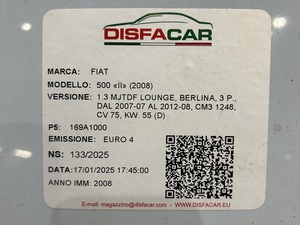 DISFACAR
MARCA: FIAT
MODELLO: 500 «II» (2008)
VERSIONE: 1.3 MJTDF LOUNGE, BERLINA, 3 P.,
DAL 2007-07 AL 2012-08, CM3 1248,
CV 75, KW. 55 (D)
P5: 169A1000
EMISSIONE: EURO 4
NS: 133/2025
DATA:17/01/2025 17:45:00
ANNO IMM: 2008
E-mail: magazzino@disfacar.com WWW.DISFACAR.EU